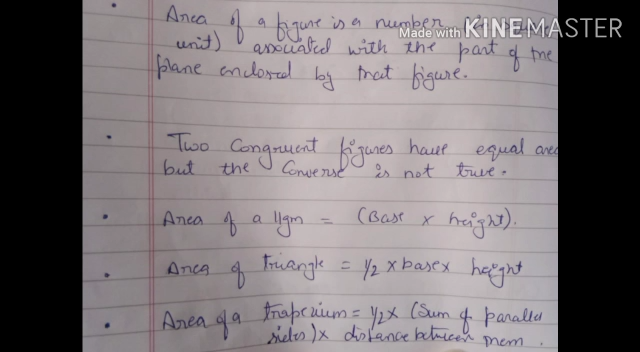 Area of a figure is a number
Made with KINEMASTER
unit) associated with the part of the
plane enclosed by that figure.
Two Congruent figures have equal area
but the Converse is not true.
Area of a ||gm = (Base x height).
Area of triangle = 1/2 x base x height
Area of a trapezium = 1/2 x (Sum of parallel
sides) x distance between them.